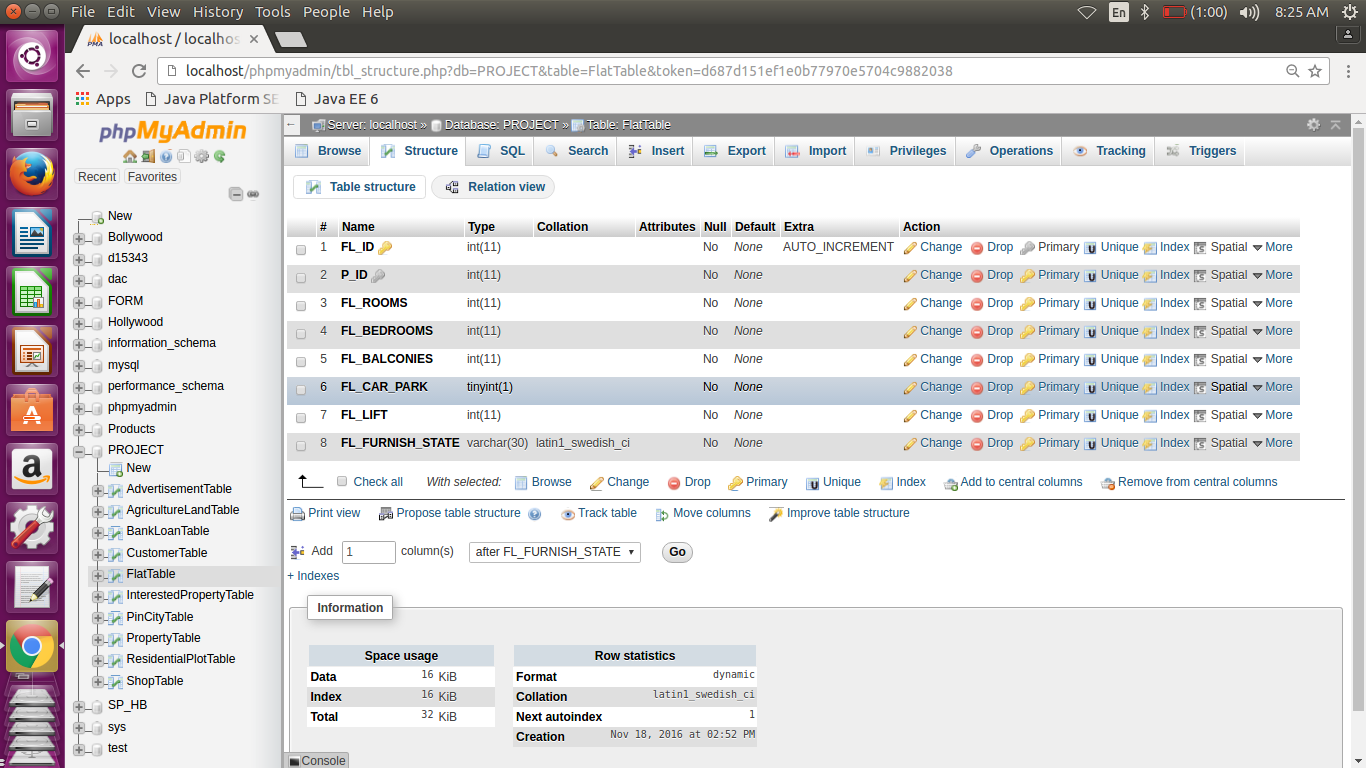 File Edit View History Tools People Help En (1:00) 8:25 AM
localhost / localhos
localhost/phpmyadmin/tbl_structure.php?db=PROJECT&table=FlatTable&token=d687d151ef1e0b77970e5704c9882038
Apps Java Platform SE Java EE 6
phpMyAdmin
Recent Favorites
New
Bollywood
d15343
dac
FORM
Hollywood
information_schema
mysql
performance_schema
phpmyadmin
Products
PROJECT
New
AdvertisementTable
AgricultureLandTable
BankLoanTable
CustomerTable
FlatTable
InterestedPropertyTable
PinCityTable
PropertyTable
ResidentialPlotTable
ShopTable
SP_HB
sys
test
Server: localhost » Database: PROJECT » Table: FlatTable
Browse Structure SQL Search Insert Export Import Privileges Operations Tracking Triggers
Table structure Relation view
# Name Type Collation Attributes Null Default Extra Action
1 FL_ID int(11) No None AUTO_INCREMENT Change Drop Primary Unique Index Spatial More
2 P_ID int(11) No None Change Drop Primary Unique Index Spatial More
3 FL_ROOMS int(11) No None Change Drop Primary Unique Index Spatial More
4 FL_BEDROOMS int(11) No None Change Drop Primary Unique Index Spatial More
5 FL_BALCONIES int(11) No None Change Drop Primary Unique Index Spatial More
6 FL_CAR_PARK tinyint(1) No None Change Drop Primary Unique Index Spatial More
7 FL_LIFT int(11) No None Change Drop Primary Unique Index Spatial More
8 FL_FURNISH_STATE varchar(30) latin1_swedish_ci No None Change Drop Primary Unique Index Spatial More
Check all With selected: Browse Change Drop Primary Unique Index Add to central columns Remove from central columns
Print view Propose table structure Track table Move columns Improve table structure
Add 1 column(s) after FL_FURNISH_STATE Go
+ Indexes
Information
Space usage
Data 16 KiB
Index 16 KiB
Total 32 KiB
Row statistics
Format dynamic
Collation latin1_swedish_ci
Next autoindex 1
Creation Nov 18, 2016 at 02:52 PM
Console